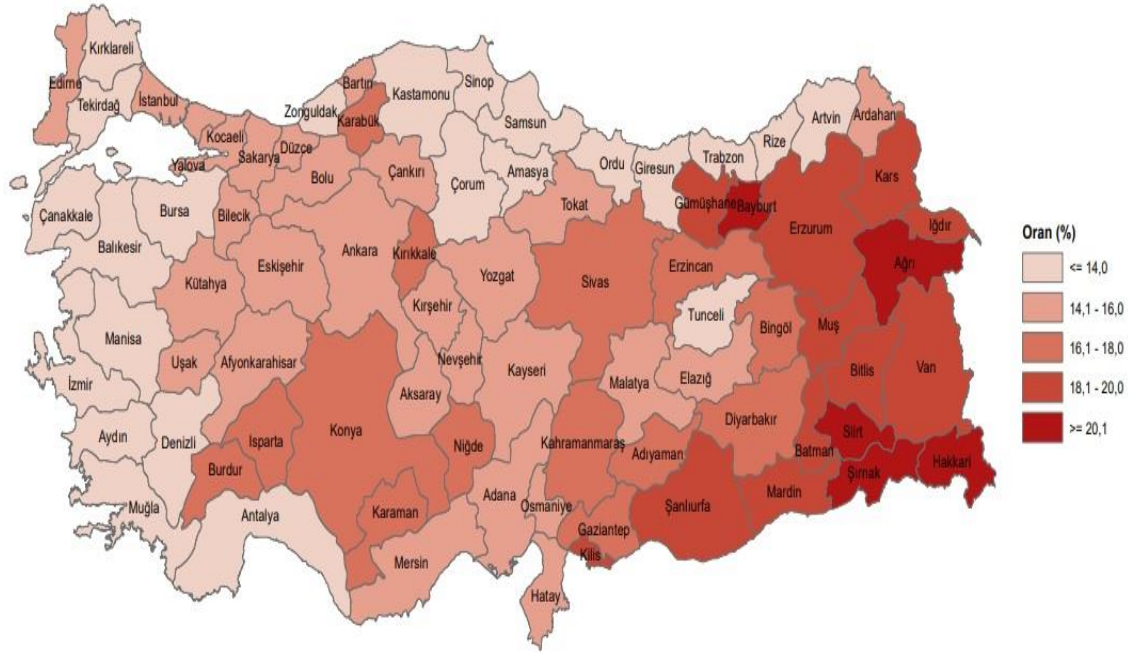 Kırklareli
Edirne
Tekirdağ
İstanbul
Kocaeli
Yalova
Sakarya
Düzce
Zonguldak
Bartın
Karabük
Kastamonu
Sinop
Samsun
Çankırı
Bolu
Çorum
Amasya
Ordu
Giresun
Trabzon
Rize
Artvin
Ardahan
Kars
Gümüşhane
Bayburt
Erzurum
Iğdır
Ağrı
Çanakkale
Bursa
Bilecik
Balıkesir
Kütahya
Eskişehir
Ankara
Kırıkkale
Yozgat
Tokat
Sivas
Erzincan
Tunceli
Bingöl
Muş
Bitlis
Van
Manisa
Uşak
Afyonkarahisar
Kırşehir
Nevşehir
Kayseri
Aksaray
Malatya
Elazığ
Diyarbakır
Batman
Siirt
Şırnak
Hakkari
İzmir
Aydın
Denizli
Isparta
Burdur
Konya
Niğde
Kahramanmaraş
Adıyaman
Mardin
Şanlıurfa
Muğla
Antalya
Karaman
Mersin
Adana
Osmaniye
Gaziantep
Kilis
Hatay
Oran (%)
<= 14,0
14,1 - 16,0
16,1 - 18,0
18,1 - 20,0
>= 20,1